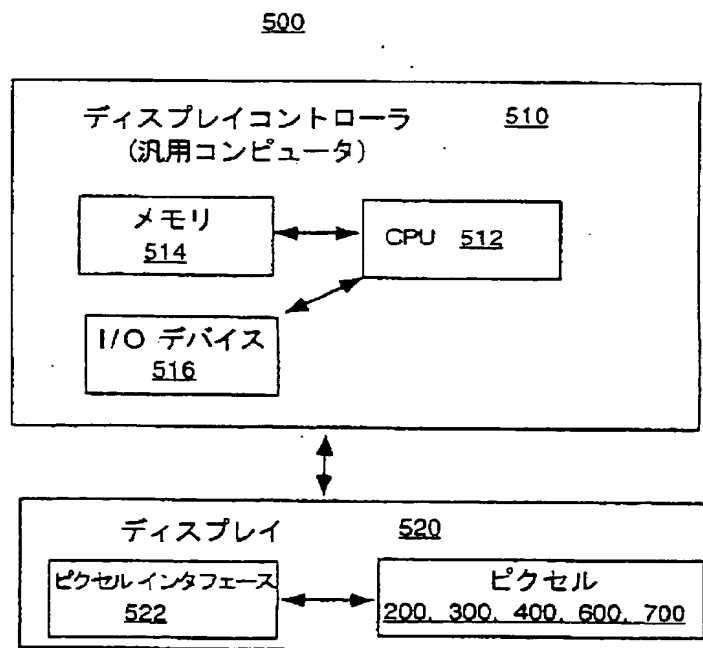 500
ディスプレイコントローラ 510
(汎用コンピュータ)
メモリ
514
CPU 512
I/O デバイス
516
ディスプレイ 520
ピクセルインタフェース
522
ピクセル
200, 300, 400, 600, 700